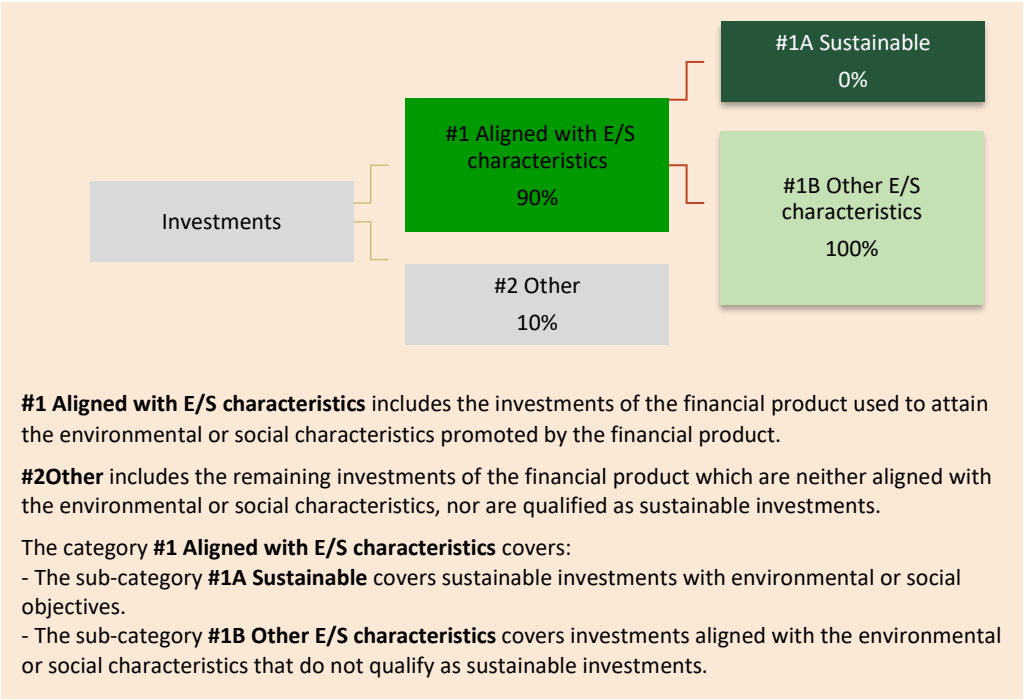 #1A Sustainable
0%
#1 Aligned with E/S
characteristics
90%
#1B Other E/S
characteristics
100%
Investments
#2 Other
10%
#1 Aligned with E/S characteristics includes the investments of the financial product used to attain
the environmental or social characteristics promoted by the financial product.
#2Other includes the remaining investments of the financial product which are neither aligned with
the environmental or social characteristics, nor are qualified as sustainable investments.
The category #1 Aligned with E/S characteristics covers:
- The sub-category #1A Sustainable covers sustainable investments with environmental or social
objectives.
- The sub-category #1B Other E/S characteristics covers investments aligned with the environmental
or social characteristics that do not qualify as sustainable investments.